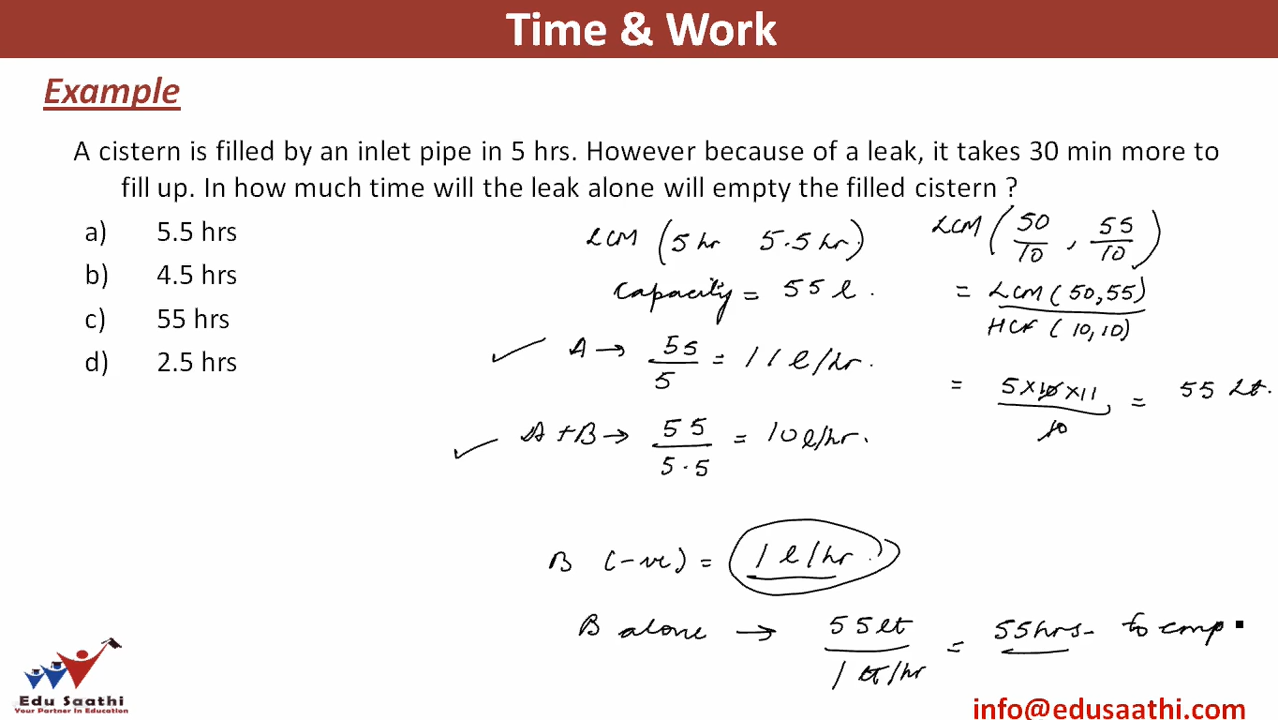 Time & Work
Example
A cistern is filled by an inlet pipe in 5 hrs. However because of a leak, it takes 30 min more to
fill up. In how much time will the leak alone will empty the filled cistern ?
a) 5.5 hrs
b) 4.5 hrs
c) 55 hrs
d) 2.5 hrs
LCM (5 hr 5.5 hr.)
Capacity = 55 l.
A → 55/5 = 11 l/hr.
A+B → 55/5.5 = 10 l/hr.
B (-ve) = 1 l/hr.
B alone → 55 lt / 1 lt/hr = 55 hrs- to emp
LCM (50/10, 55/10)
= LCM (50,55) / HCF (10,10)
= 5×10×11 / 10 = 55 Lt.
Edu Saathi
Your Partner In Education
info@edusaathi.com